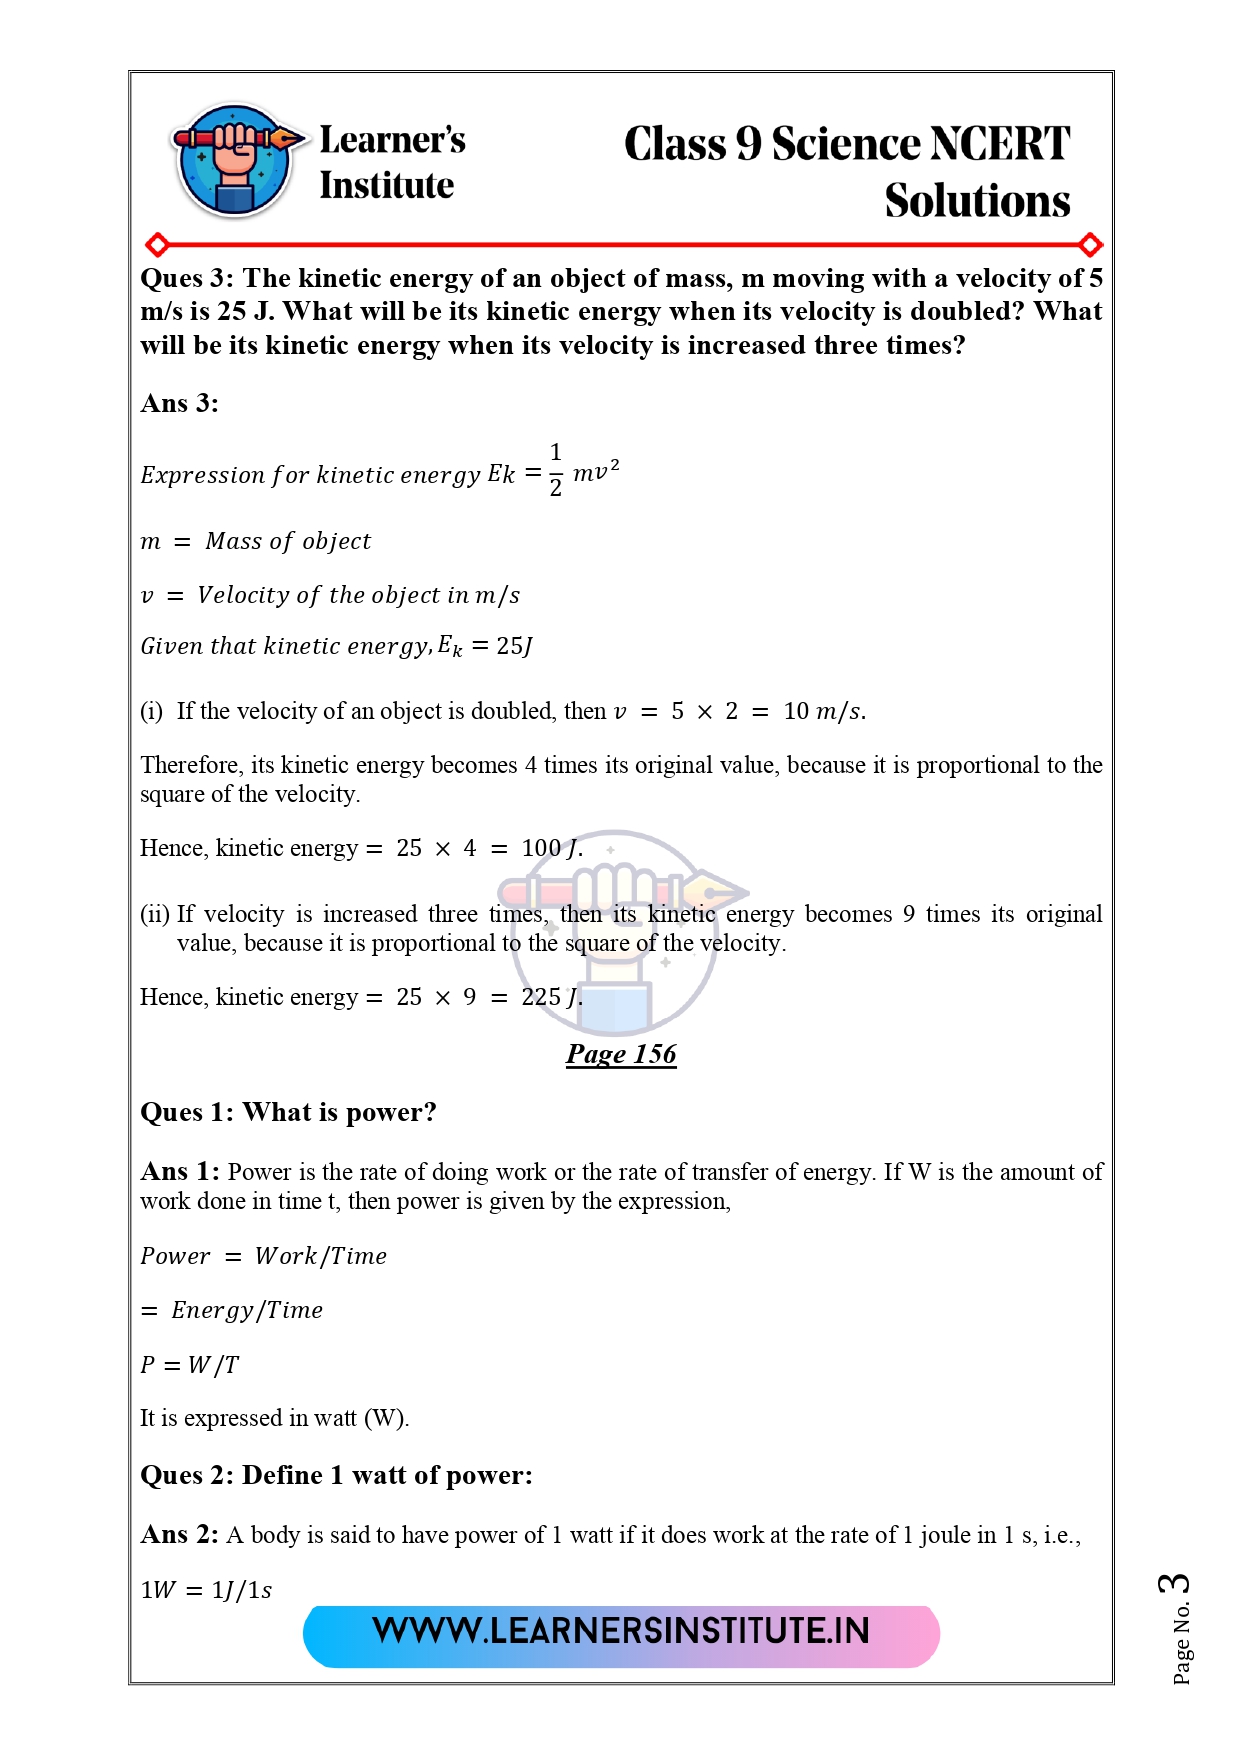 Learner's
Institute
Class 9 Science NCERT
Solutions
Ques 3: The kinetic energy of an object of mass, m moving with a velocity of 5
m/s is 25 J. What will be its kinetic energy when its velocity is doubled? What
will be its kinetic energy when its velocity is increased three times?
Ans 3:
Expression for kinetic energy Ek = 1/2 mv²
m = Mass of object
v = Velocity of the object in m/s
Given that kinetic energy, Eₖ = 25J
(i) If the velocity of an object is doubled, then v = 5 × 2 = 10 m/s.
Therefore, its kinetic energy becomes 4 times its original value, because it is proportional to the
square of the velocity.
Hence, kinetic energy = 25 × 4 = 100 J.
(ii) If velocity is increased three times, then its kinetic energy becomes 9 times its original
value, because it is proportional to the square of the velocity.
Hence, kinetic energy = 25 × 9 = 225 J.
Page 156
Ques 1: What is power?
Ans 1: Power is the rate of doing work or the rate of transfer of energy. If W is the amount of
work done in time t, then power is given by the expression,
Power = Work/Time
= Energy/Time
P = W/T
It is expressed in watt (W).
Ques 2: Define 1 watt of power:
Ans 2: A body is said to have power of 1 watt if it does work at the rate of 1 joule in 1 s, i.e.,
1W = 1J/1s
WWW.LEARNERSINSTITUTE.IN
Page No. 3